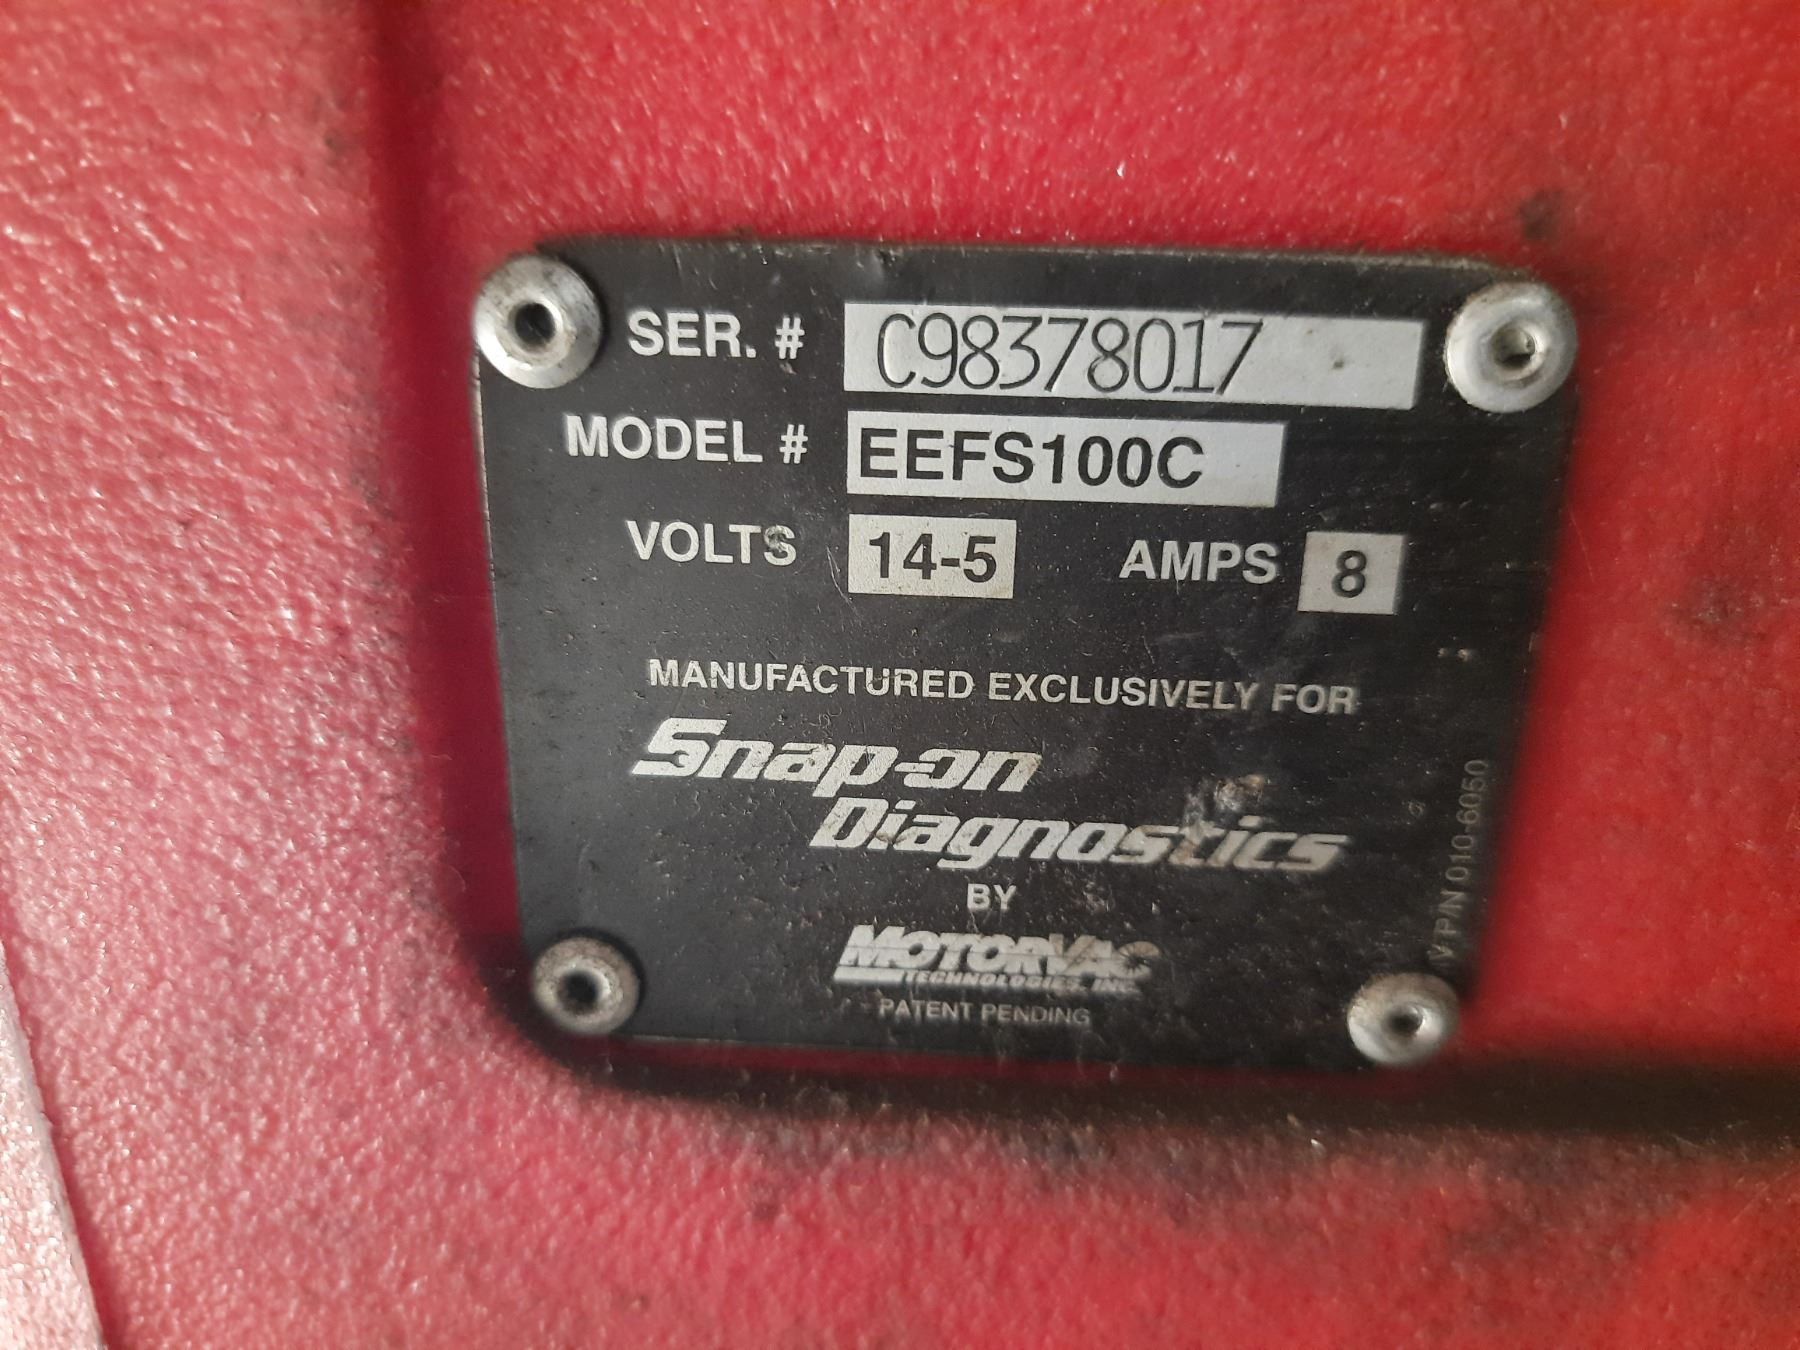 SER. # C98378017
MODEL # EEFS100C
VOLTS 14-5 AMPS 8
MANUFACTURED EXCLUSIVELY FOR
Snap-on
Diagnostics
BY
MOTORVAC
TECHNOLOGIES, INC.
PATENT PENDING
P/N 010-6050